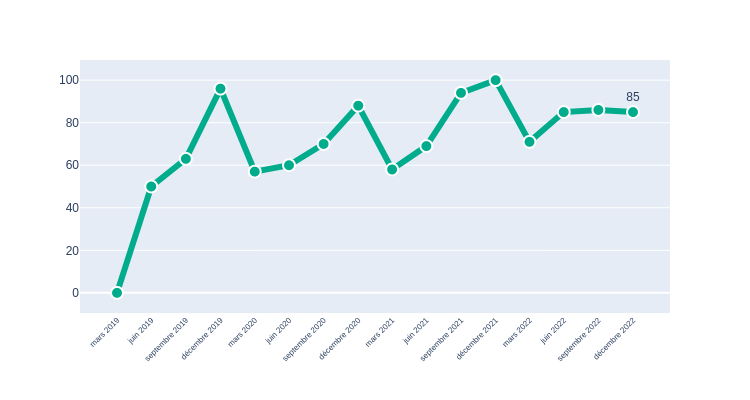 100
80
60
40
20
0
85
mars 2019
juin 2019
septembre 2019
décembre 2019
mars 2020
juin 2020
septembre 2020
décembre 2020
mars 2021
juin 2021
septembre 2021
décembre 2021
mars 2022
juin 2022
septembre 2022
décembre 2022